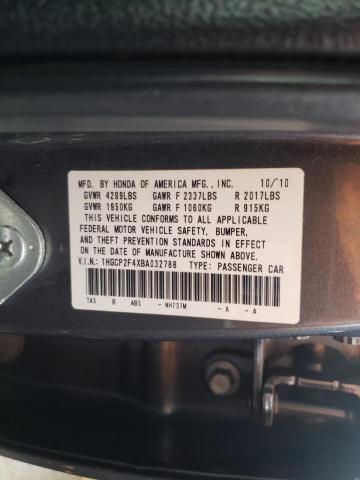 MFD. BY HONDA OF AMERICA MFG., INC. 10/'10
GVWR 4299LBS GAWR F 2337LBS R 2017LBS
GVWR 1950KG GAWR F 1060KG R 915KG
THIS VEHICLE CONFORMS TO ALL APPLICABLE
FEDERAL MOTOR VEHICLE SAFETY, BUMPER,
AND THEFT PREVENTION STANDARDS IN EFFECT
ON THE DATE OF MANUFACTURE SHOWN ABOVE.
V.I.N.: 1HGCP2F4XBA032788 TYPE: PASSENGER CAR
TA5 B AB5 - NH737M - A - A